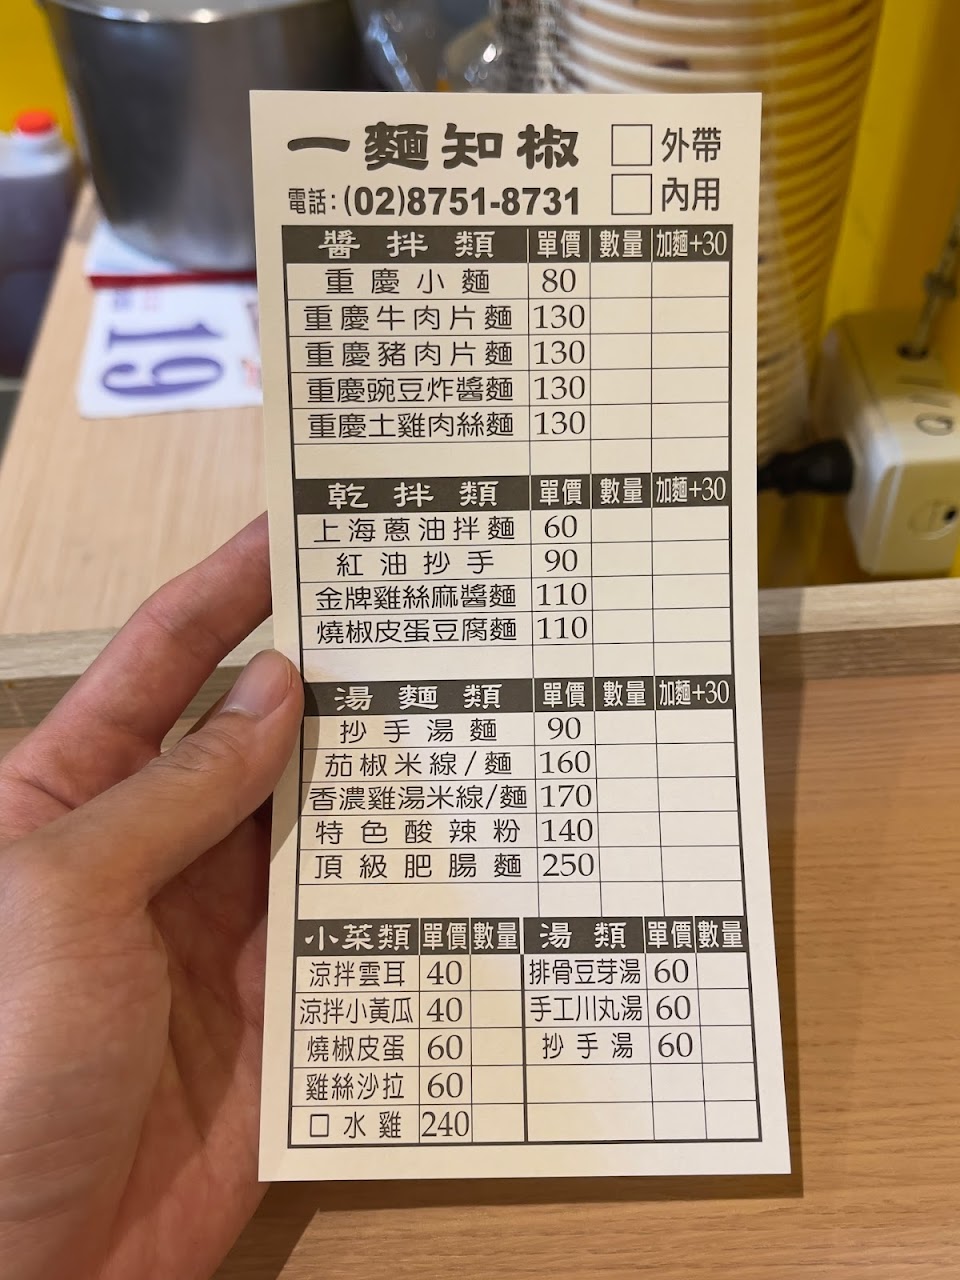 一麵知椒
外帶
電話：(02)8751-8731
內用
醬拌類 單價 數量 加麵+30
重慶小麵 80
重慶牛肉片麵 130
重慶豬肉片麵 130
重慶豌豆炸醬麵 130
重慶土雞肉絲麵 130
乾拌類 單價 數量 加麵+30
上海蔥油拌麵 60
紅油抄手 90
金牌雞絲麻醬麵 110
燒椒皮蛋豆腐麵 110
湯麵類 單價 數量 加麵+30
抄手湯麵 90
茄椒米線/麵 160
香濃雞湯米線/麵 170
特色酸辣粉 140
頂級肥腸麵 250
小菜類 單價 數量 湯類 單價 數量
涼拌雲耳 40 排骨豆芽湯 60
涼拌小黃瓜 40 手工川丸湯 60
燒椒皮蛋 60 抄手湯 60
雞絲沙拉 60
口水雞 240
19